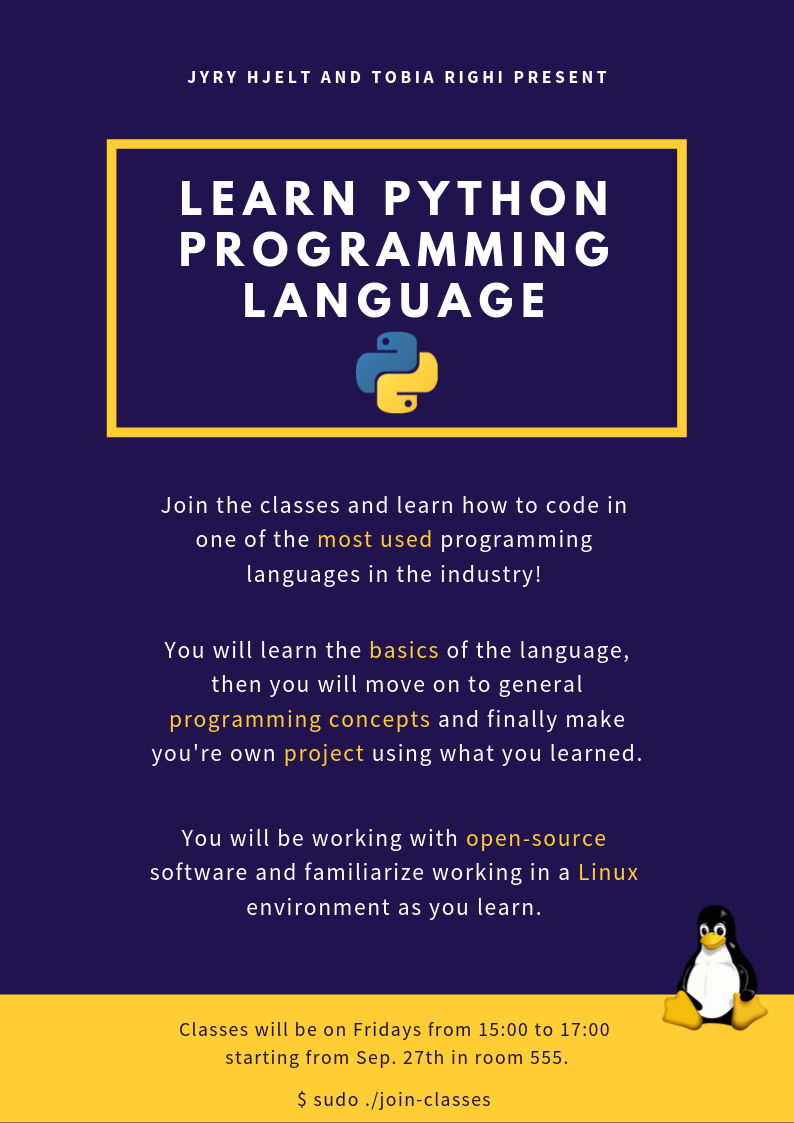 JYRY HJELT AND TOBIA RIGHI PRESENT
LEARN PYTHON
PROGRAMMING
LANGUAGE
Join the classes and learn how to code in
one of the most used programming
languages in the industry!
You will learn the basics of the language,
then you will move on to general
programming concepts and finally make
you're own project using what you learned.
You will be working with open-source
software and familiarize working in a Linux
environment as you learn.
Classes will be on Fridays from 15:00 to 17:00
starting from Sep. 27th in room 555.
$ sudo ./join-classes